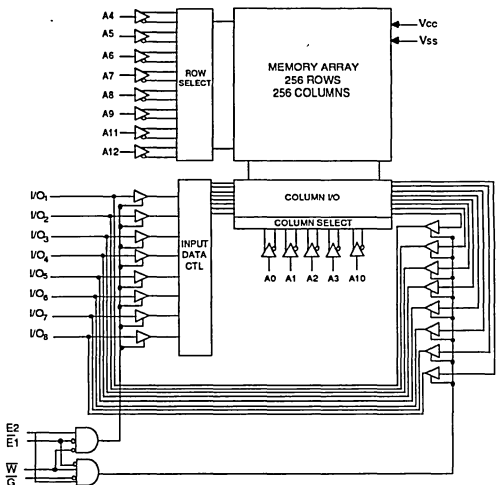 A4
A5
A6
A7
A8
A9
A11
A12
ROW
SELECT
MEMORY ARRAY
256 ROWS
256 COLUMNS
Vcc
Vss
I/O1
I/O2
I/O3
I/O4
I/O5
I/O6
I/O7
I/O8
INPUT
DATA
CTL
COLUMN I/O
COLUMN SELECT
A0 A1 A2 A3 A10
E2
E1
W
G